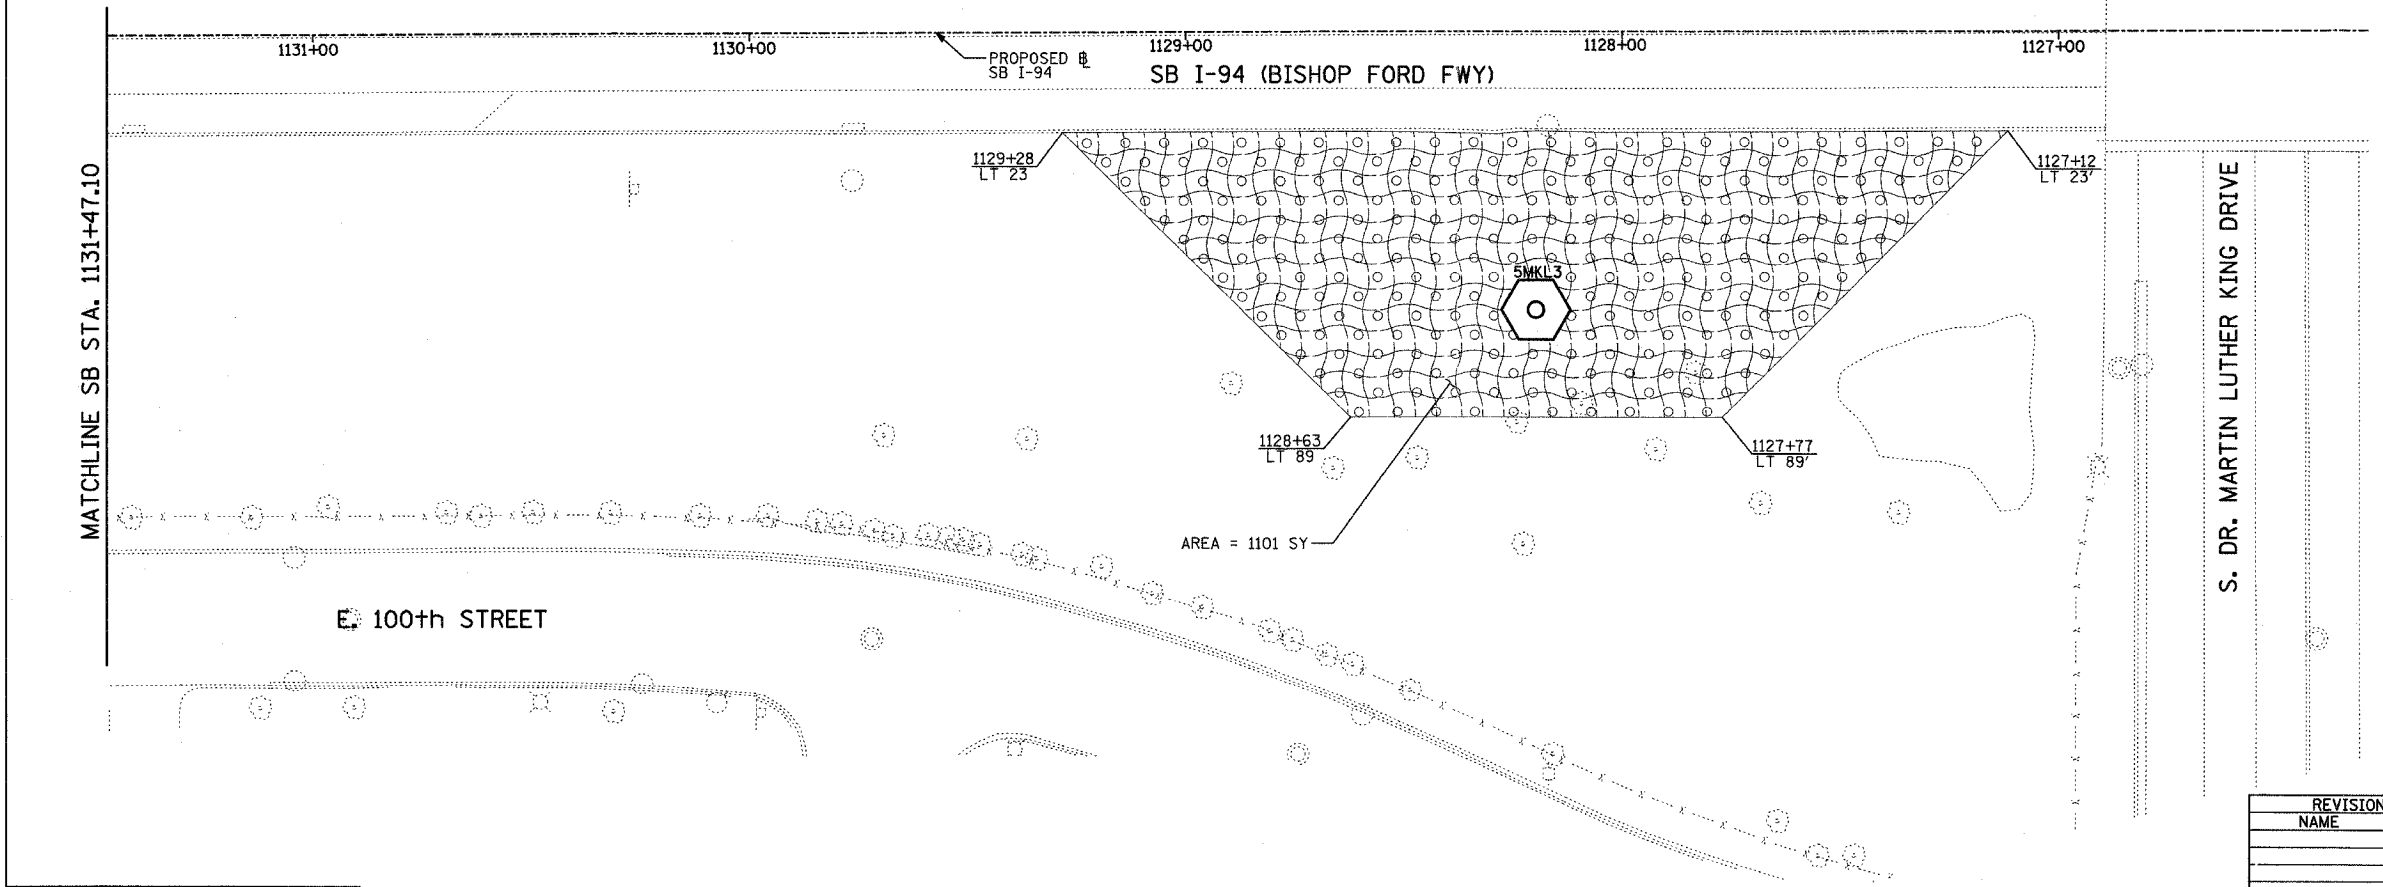 1131+00
1130+00
1129+00
1128+00
1127+00
PROPOSED ℄
SB I-94
SB I-94 (BISHOP FORD FWY)
MATCHLINE SB STA. 1131+47.10
1129+28
LT 23
1127+12
LT 23'
5MKL3
1128+63
LT 89
1127+77
LT 89'
AREA = 1101 SY
E. 100th STREET
S. DR. MARTIN LUTHER KING DRIVE
REVISION
NAME